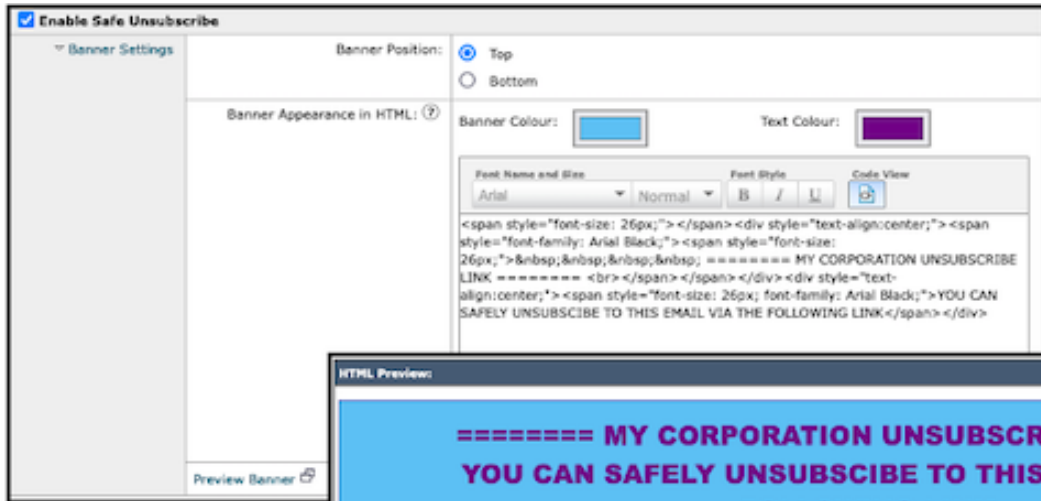 Enable Safe Unsubscribe
Banner Settings
Banner Position:
Top
Bottom
Banner Appearance in HTML: ?
Banner Colour:
Text Colour:
Font Name and Size
Font Style
Code View
Arial
Normal
B I U
<span style="font-size: 26px;"></span><div style="text-align:center;"><span
style="font-family: Arial Black;"><span style="font-size:
26px;">&nbsp;&nbsp;&nbsp;&nbsp; ======== MY CORPORATION UNSUBSCRIBE
LINK ======== <br></span></span></div><div style="text-
align:center;"><span style="font-size: 26px; font-family: Arial Black;">YOU CAN
SAFELY UNSUBSCIBE TO THIS EMAIL VIA THE FOLLOWING LINK</span></div>
Preview Banner
HTML Preview:
======== MY CORPORATION UNSUBSCR
YOU CAN SAFELY UNSUBSCIBE TO THIS